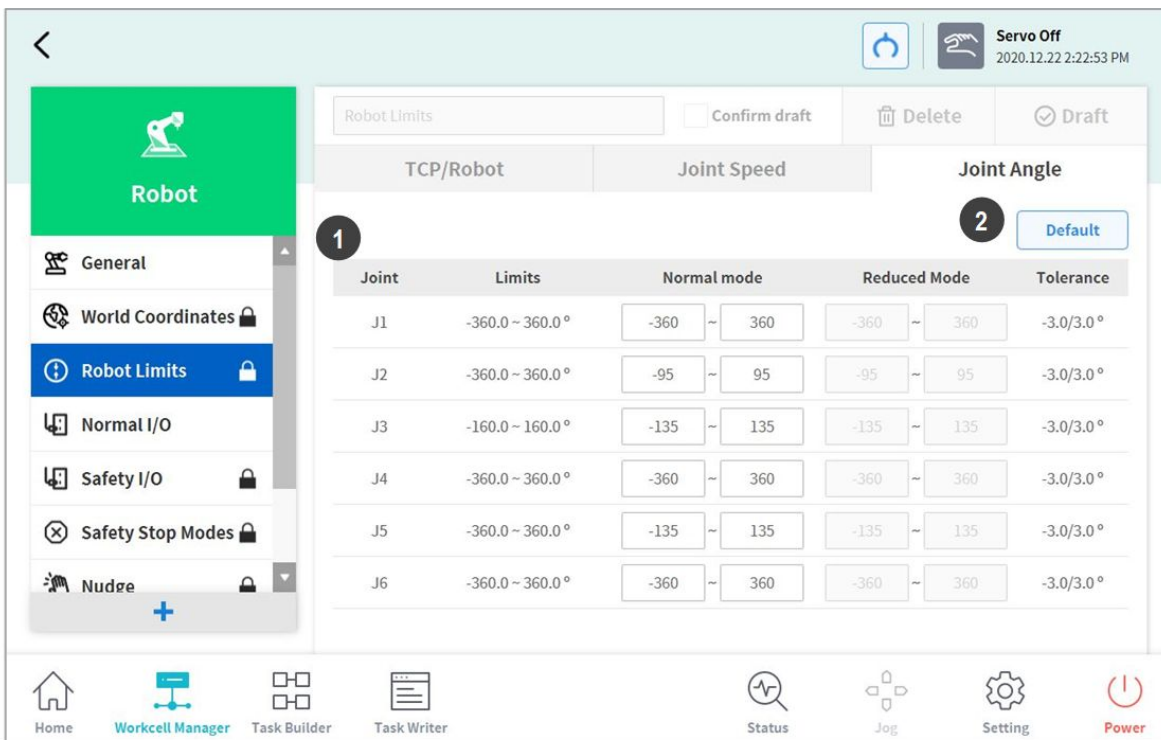 Servo Off
2020.12.22 2:22:53 PM
Robot
General
World Coordinates
Robot Limits
Normal I/O
Safety I/O
Safety Stop Modes
Nudge
+
Robot Limits Confirm draft Delete Draft
TCP/Robot Joint Speed Joint Angle
1 2 Default
Joint Limits Normal mode Reduced Mode Tolerance
J1 -360.0 ~ 360.0 ° -360 ~ 360 -360 ~ 360 -3.0/3.0 °
J2 -360.0 ~ 360.0 ° -95 ~ 95 -95 ~ 95 -3.0/3.0 °
J3 -160.0 ~ 160.0 ° -135 ~ 135 -135 ~ 135 -3.0/3.0 °
J4 -360.0 ~ 360.0 ° -360 ~ 360 -360 ~ 360 -3.0/3.0 °
J5 -360.0 ~ 360.0 ° -135 ~ 135 -135 ~ 135 -3.0/3.0 °
J6 -360.0 ~ 360.0 ° -360 ~ 360 -360 ~ 360 -3.0/3.0 °
Home Workcell Manager Task Builder Task Writer Status Jog Setting Power